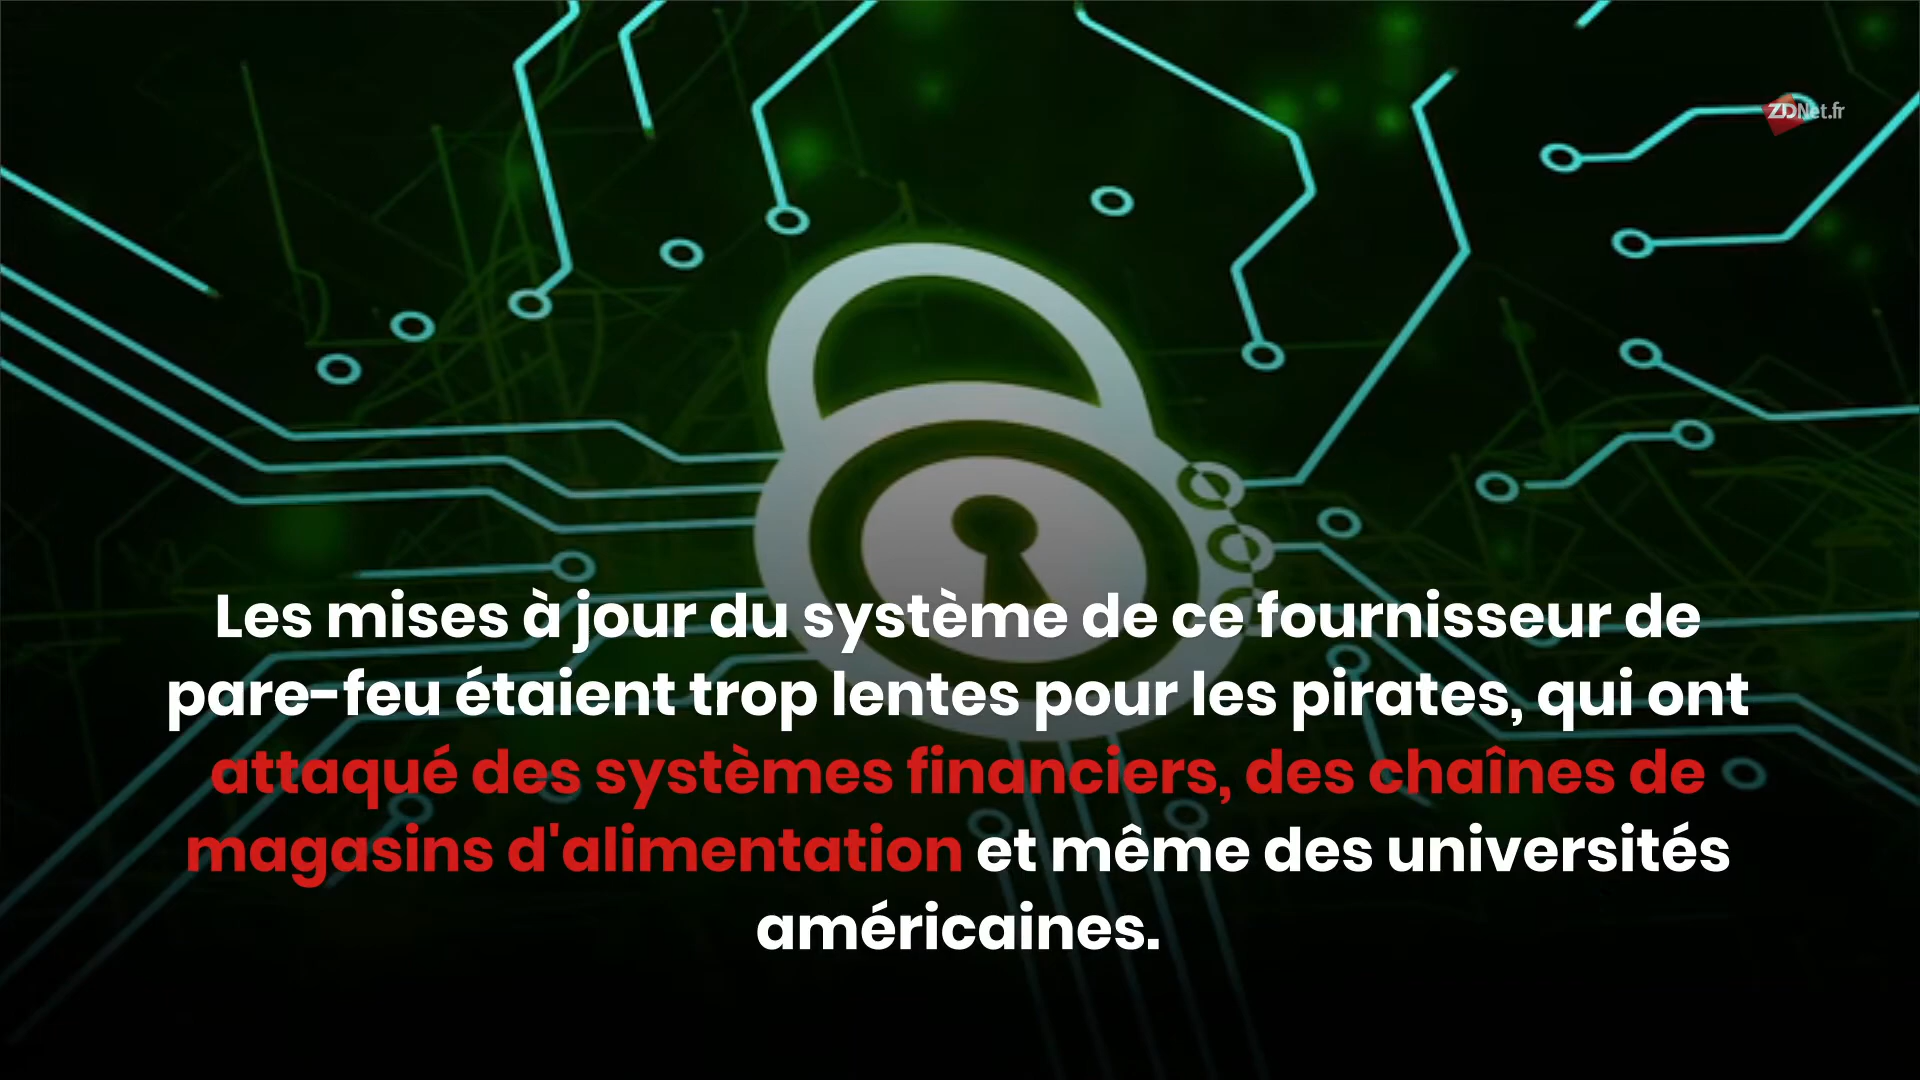 ZDNet.fr
Les mises à jour du système de ce fournisseur de
pare-feu étaient trop lentes pour les pirates, qui ont
attaqué des systèmes financiers, des chaînes de
magasins d'alimentation et même des universités
américaines.